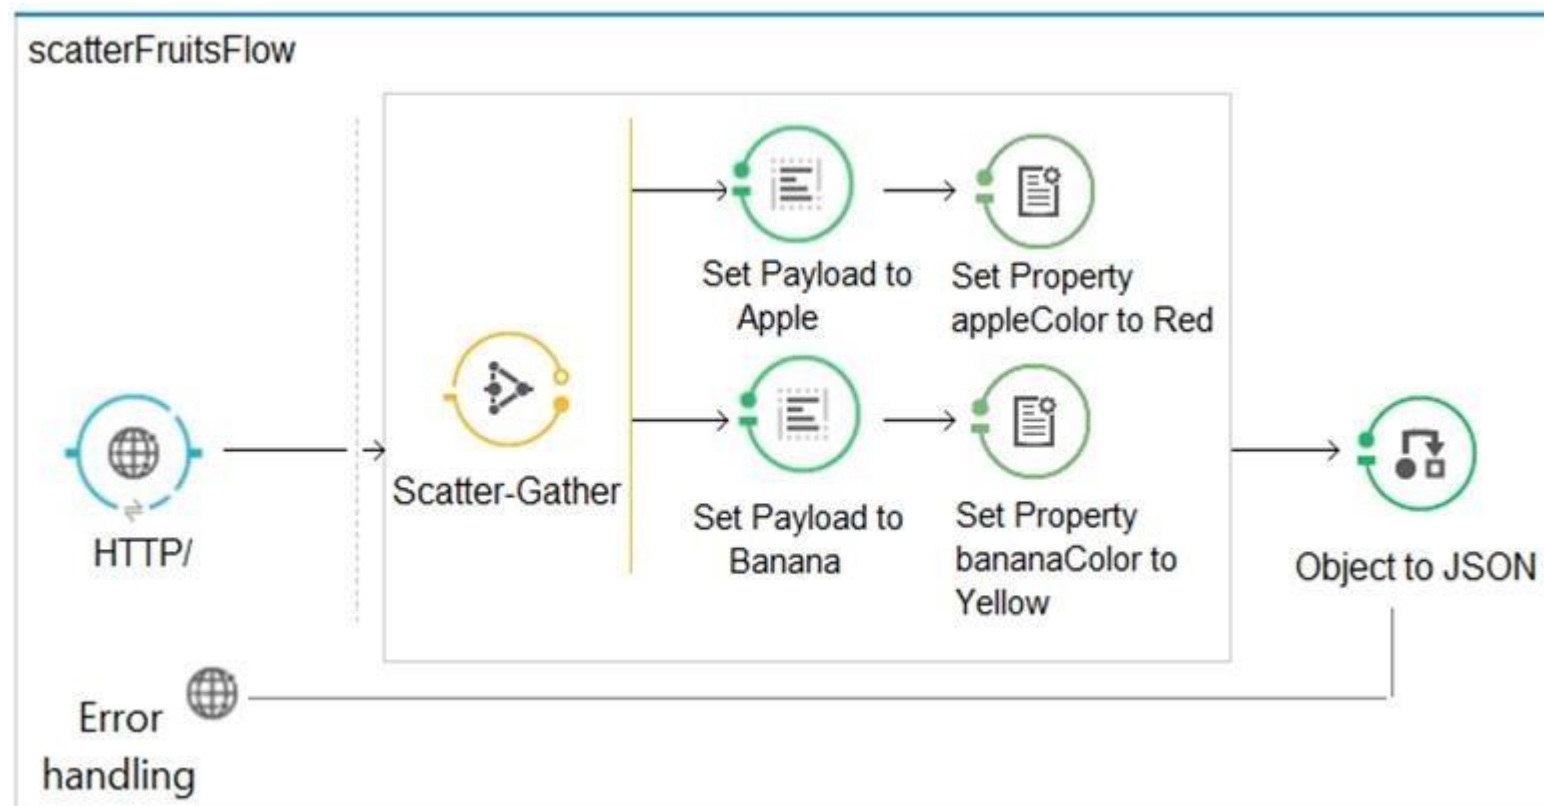 scatterFruitsFlow
Set Payload to
Apple
Set Property
appleColor to Red
Scatter-Gather
HTTP/
Set Payload to
Banana
Set Property
bananaColor to
Yellow
Object to JSON
Error
handling